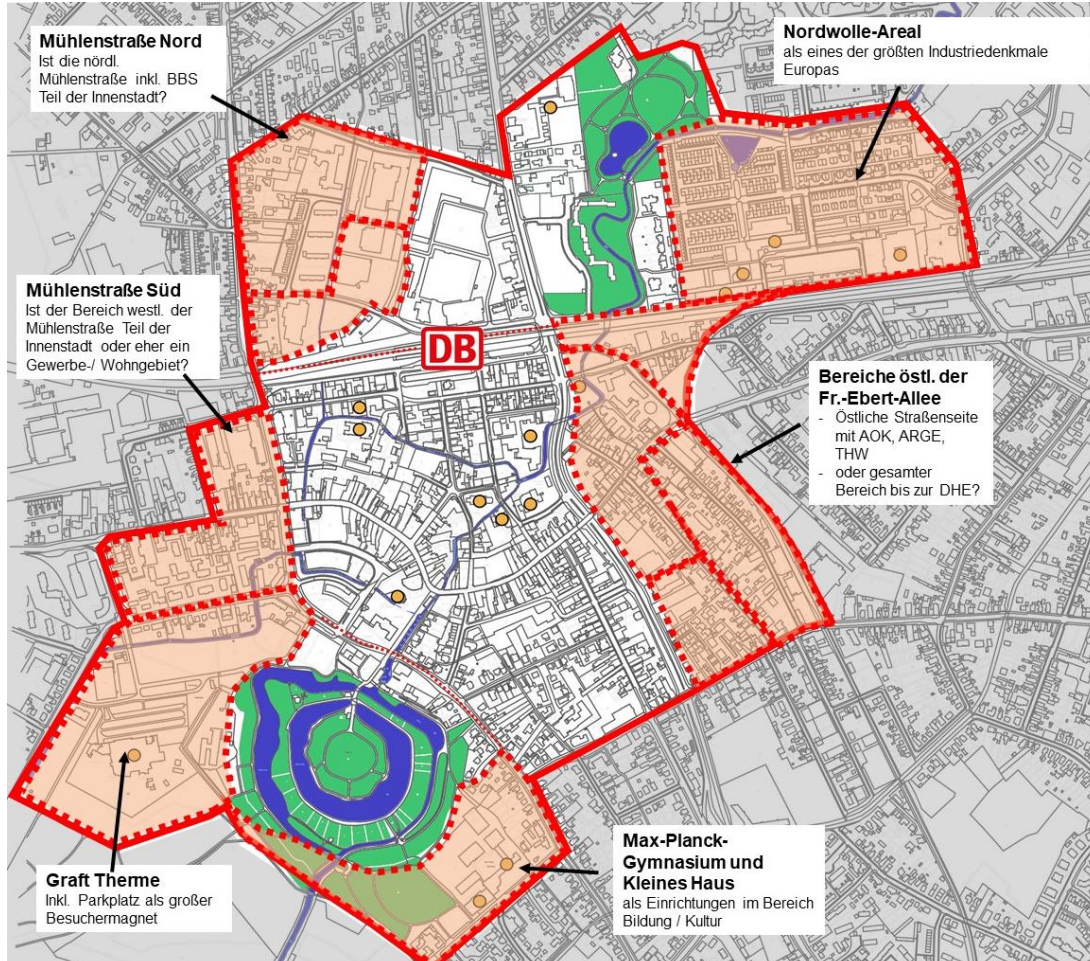 Mühlenstraße Nord
Ist die nördl.
Mühlenstraße inkl. BBS
Teil der Innenstadt?
Nordwolle-Areal
als eines der größten Industriedenkmale
Europas
Mühlenstraße Süd
Ist der Bereich westl. der
Mühlenstraße Teil der
Innenstadt oder eher ein
Gewerbe-/ Wohngebiet?
DB
Bereiche östl. der
Fr.-Ebert-Allee
- Östliche Straßenseite
mit AOK, ARGE,
THW
- oder gesamter
Bereich bis zur DHE?
Graft Therme
Inkl. Parkplatz als großer
Besuchermagnet
Max-Planck-
Gymnasium und
Kleines Haus
als Einrichtungen im Bereich
Bildung / Kultur